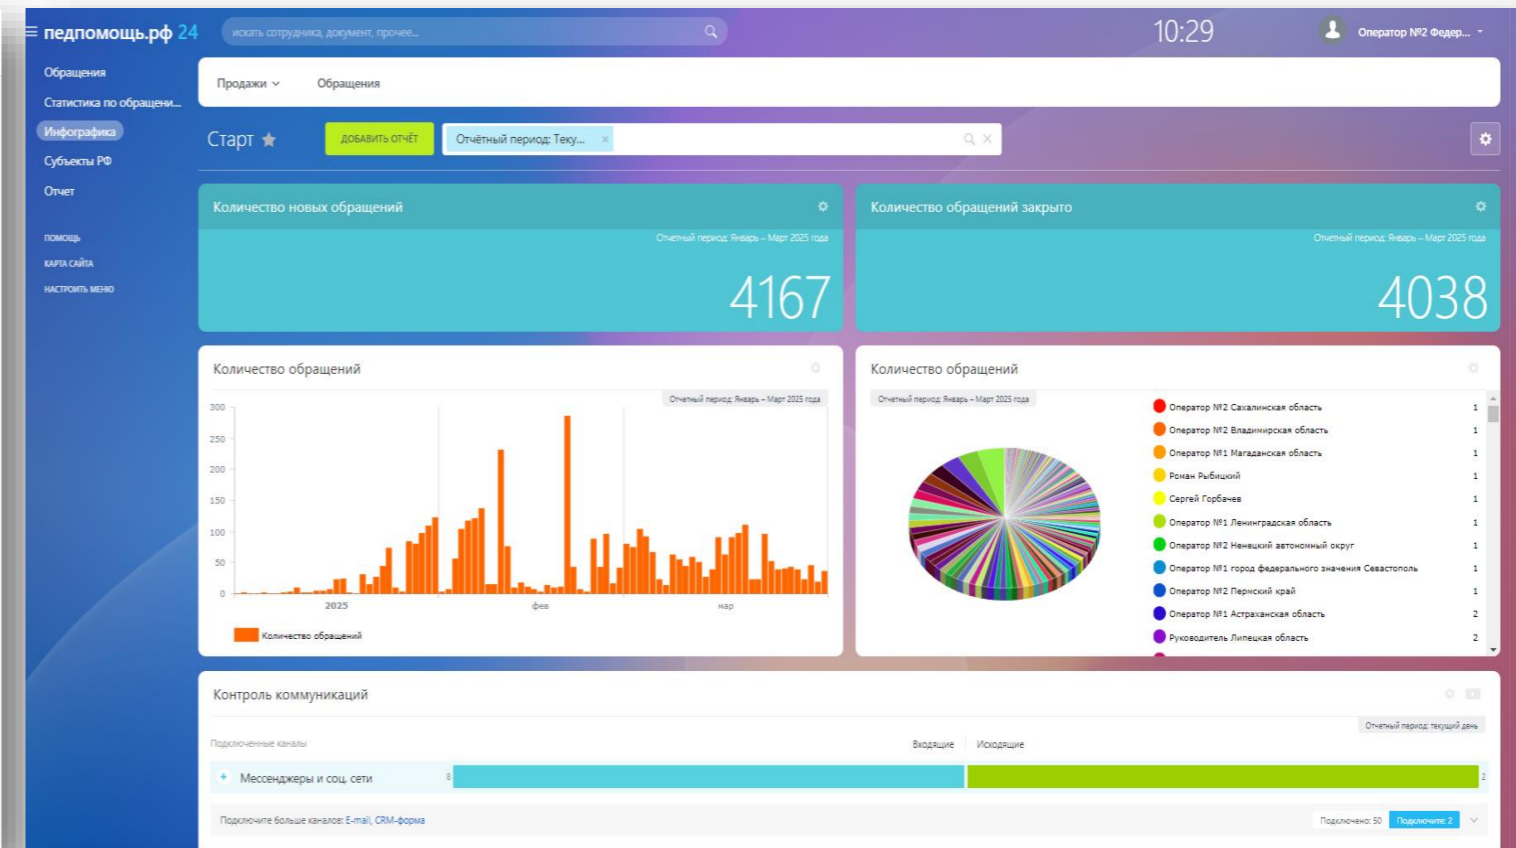 педпомощь.рф 24
искать сотрудника, документ, прочее...
10:29
Оператор №2 Федер...
Обращения
Статистика по обращени...
Инфографика
Субъекты РФ
Отчет
ПОМОЩЬ
КАРТА САЙТА
НАСТРОИТЬ МЕНЮ
Продажи
Обращения
Старт
ДОБАВИТЬ ОТЧЁТ
Отчётный период: Теку... ×
Количество новых обращений
Отчетный период: Январь – Март 2025 года
4167
Количество обращений закрыто
Отчетный период: Январь – Март 2025 года
4038
Количество обращений
Отчетный период: Январь – Март 2025 года
300
250
200
150
100
50
0
2025 фев мар
Количество обращений
Количество обращений
Отчетный период: Январь – Март 2025 года
Оператор №2 Сахалинская область 1
Оператор №2 Владимирская область 1
Оператор №1 Магаданская область 1
Роман Рыбицкий 1
Сергей Горбачев 1
Оператор №1 Ленинградская область 1
Оператор №2 Ненецкий автономный округ 1
Оператор №1 город федерального значения Севастополь 1
Оператор №2 Пермский край 1
Оператор №1 Астраханская область 2
Руководитель Липецкая область 2
Контроль коммуникаций
Отчетный период: текущий день
Подключенные каналы
Входящие Исходящие
+ Мессенджеры и соц. сети 8 2
Подключите больше каналов: E-mail, CRM-форма
Подключено: 50 Подключите: 2